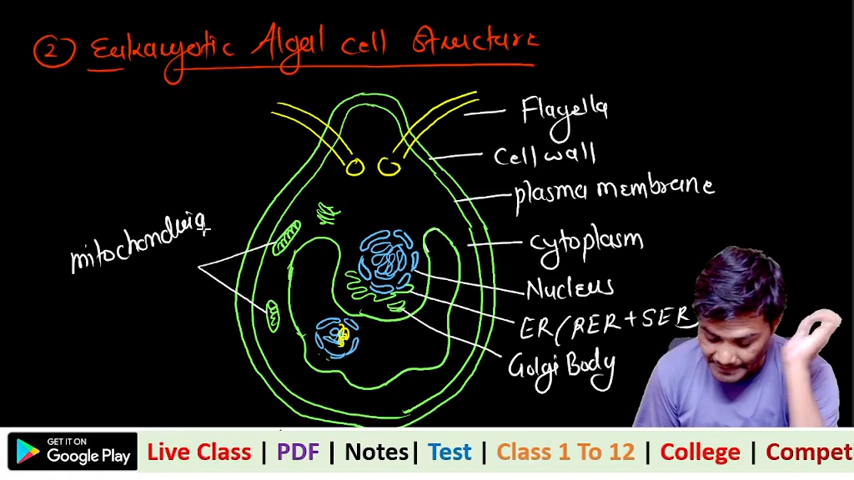 ② Eukaryotic Algal cell Structure
Flagella
Cell wall
plasma membrane
cytoplasm
mitochondria
Nucleus
ER (RER + SER
Golgi Body
GET IT ON
Google Play
Live Class | PDF | Notes| Test | Class 1 To 12 | College | Compet